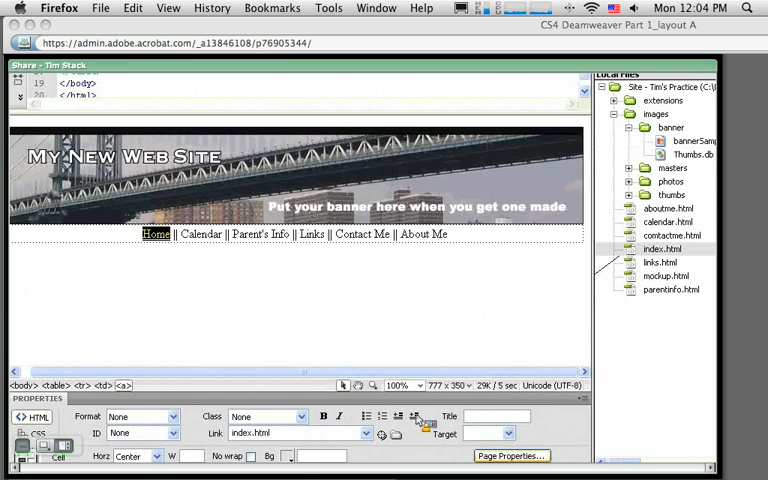 Firefox File Edit View History Bookmarks Tools Window Help Mon 12:04 PM
CS4 Deamweaver Part 1_layout A
https://admin.adobe.acrobat.com/_a13846108/p76905344/
Share - Tim Stack
Local Files
19 </body>
20 </html>
Site - Tim's Practice (C:\
extensions
images
banner
bannerSam
Thumbs.db
masters
photos
thumbs
aboutme.html
calendar.html
comtactme.html
index.html
links.html
mockup.html
parentinfo.html
My New Web Site
Put your banner here when you get one made
Home || Calendar || Parent's Info || Links || Contact Me || About Me
<body> <table> <tr> <td> <a> 100% 777 x 350 29K / 5 sec Unicode (UTF-8)
PROPERTIES
<> HTML Format None Class None B I Title
CSS ID None Link index.html Target
Cell Horz Center W No wrap Bg Page Properties...